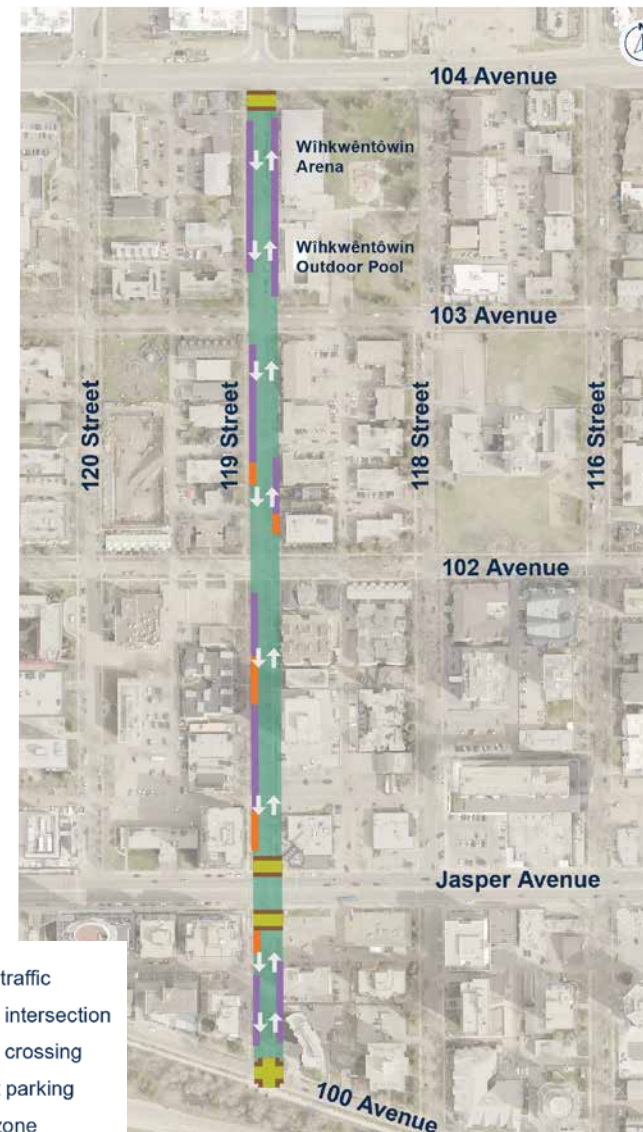 104 Avenue
Wîhkwêntôwin
Arena
Wîhkwêntôwin
Outdoor Pool
103 Avenue
120 Street
119 Street
118 Street
116 Street
102 Avenue
Jasper Avenue
traffic
intersection
crossing
parking
zone
100 Avenue